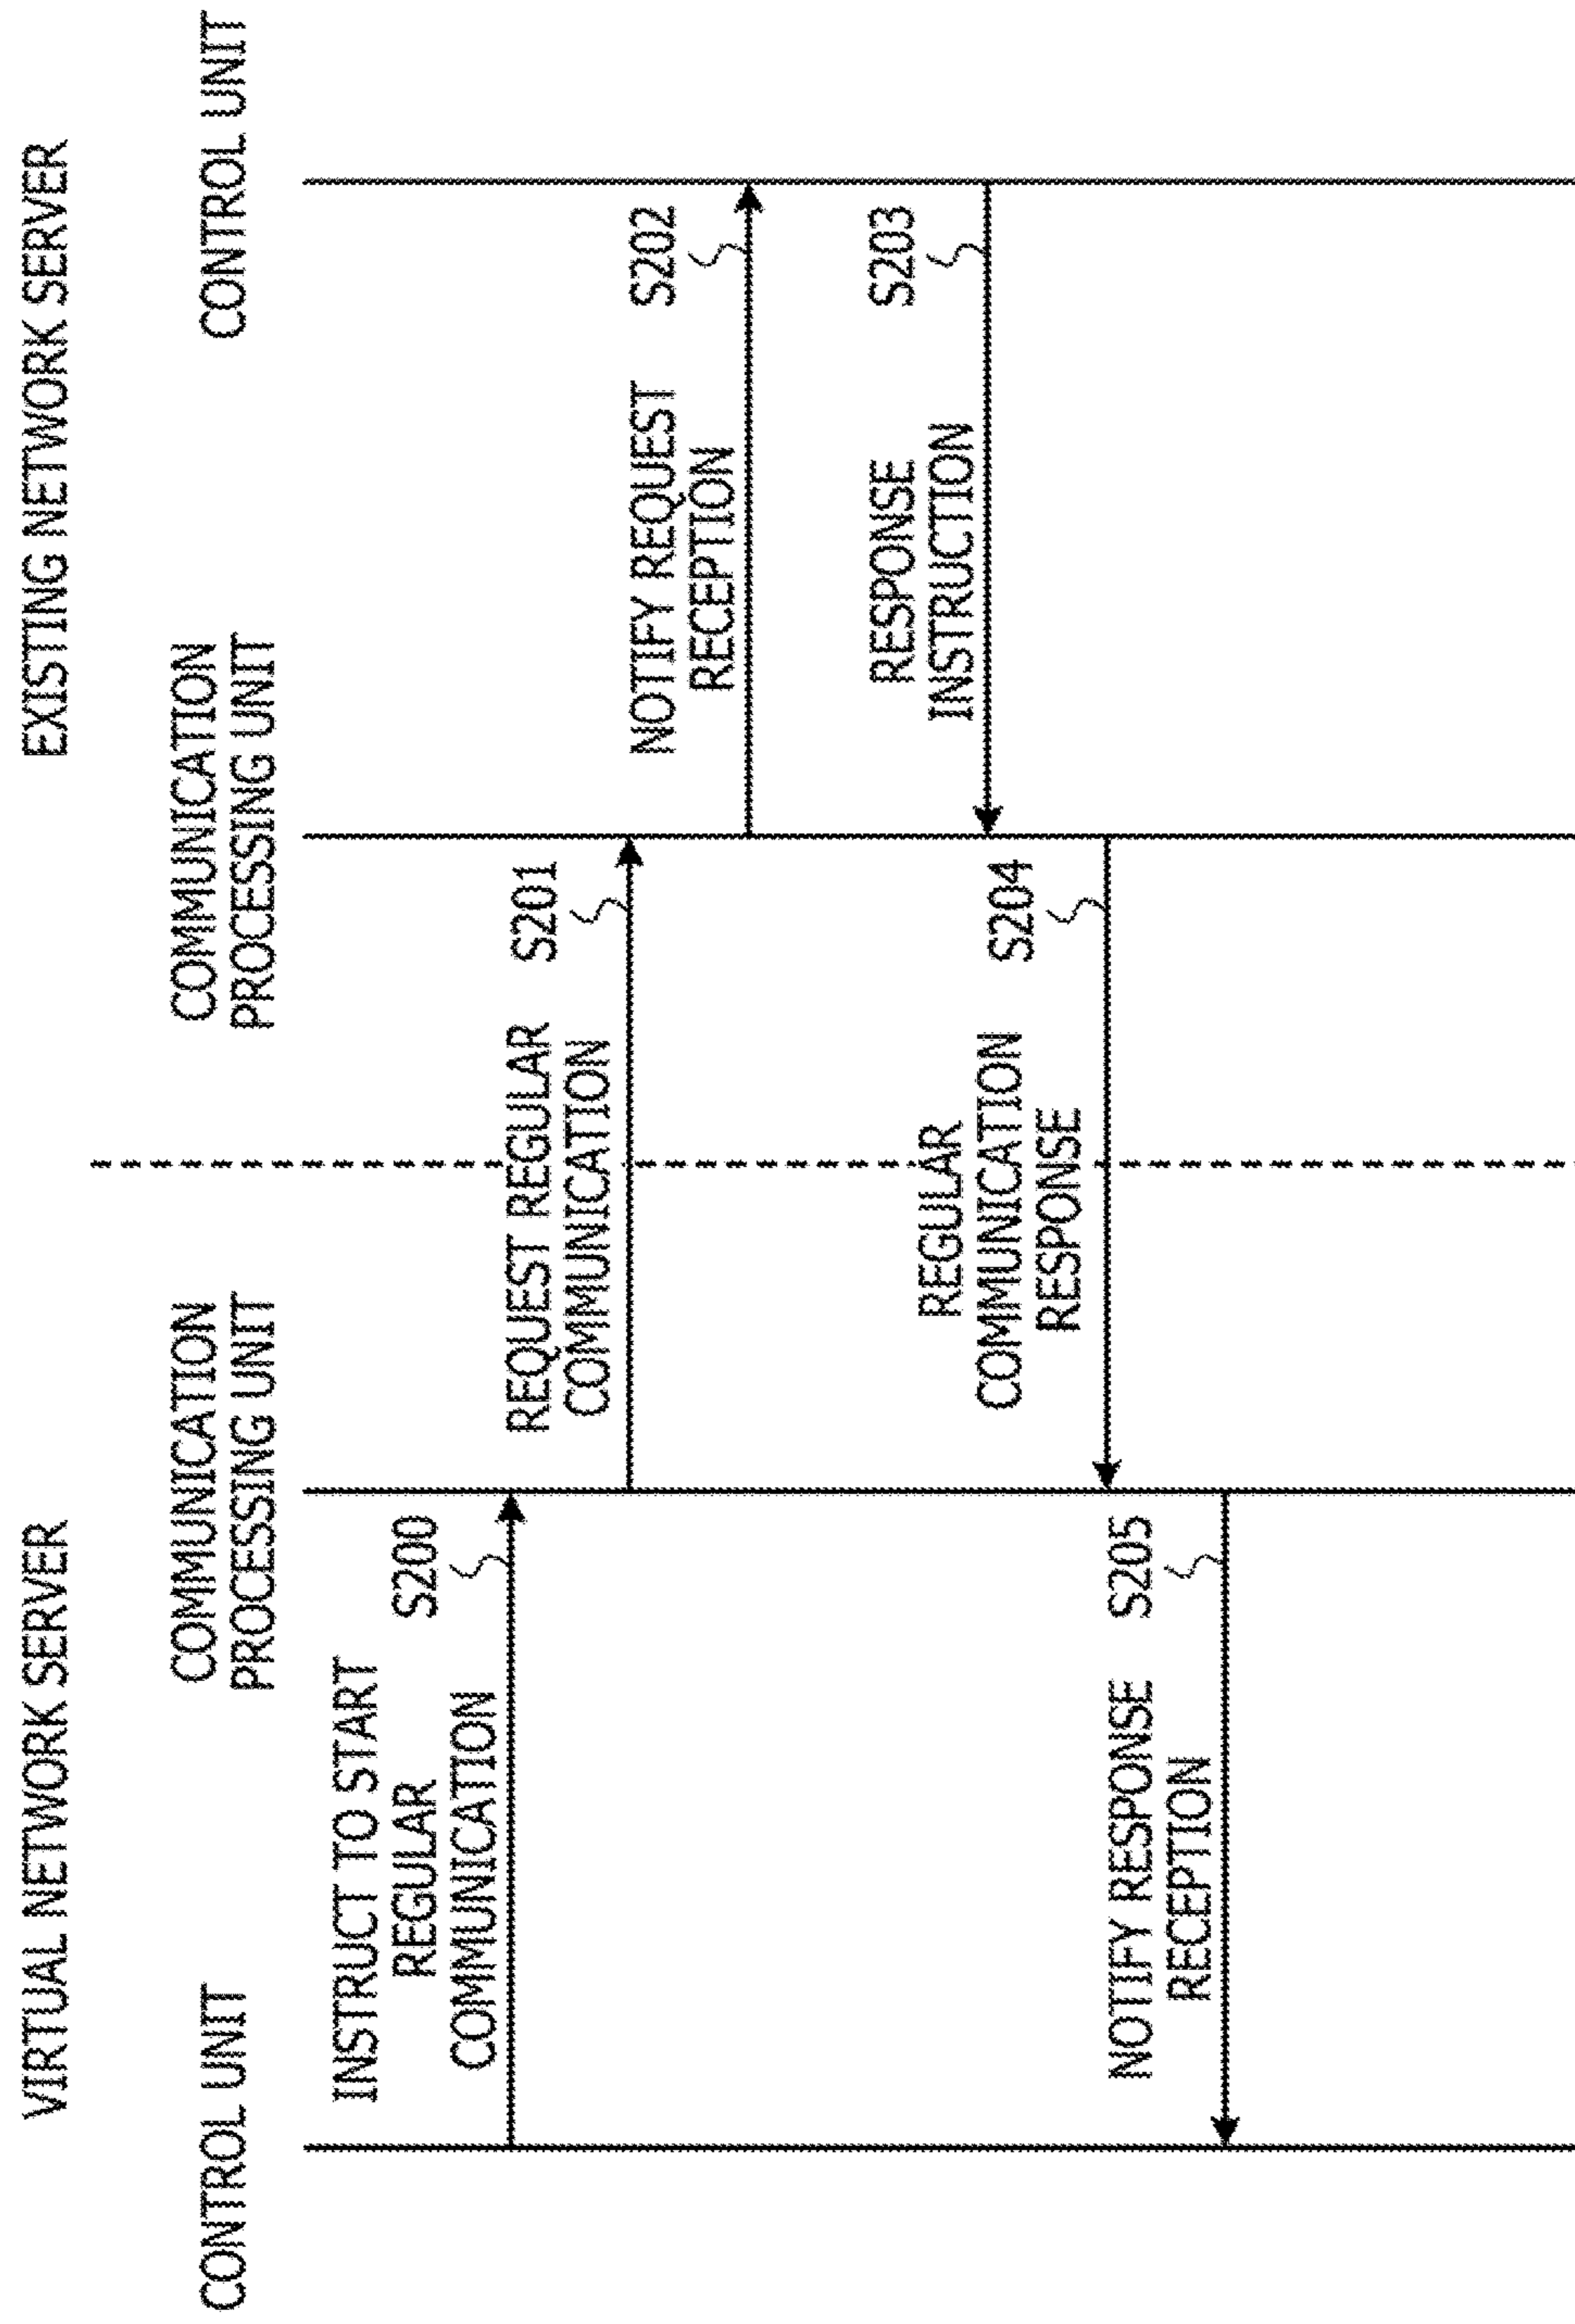 VIRTUAL NETWORK SERVER
EXISTING NETWORK SERVER
CONTROL UNIT
COMMUNICATION
PROCESSING UNIT
COMMUNICATION
PROCESSING UNIT
CONTROL UNIT
INSTRUCT TO START
REGULAR
COMMUNICATION
S200
REQUEST REGULAR
COMMUNICATION
S201
NOTIFY REQUEST
RECEPTION
S202
RESPONSE
INSTRUCTION
S203
REGULAR
COMMUNICATION
RESPONSE
S204
NOTIFY RESPONSE
RECEPTION
S205